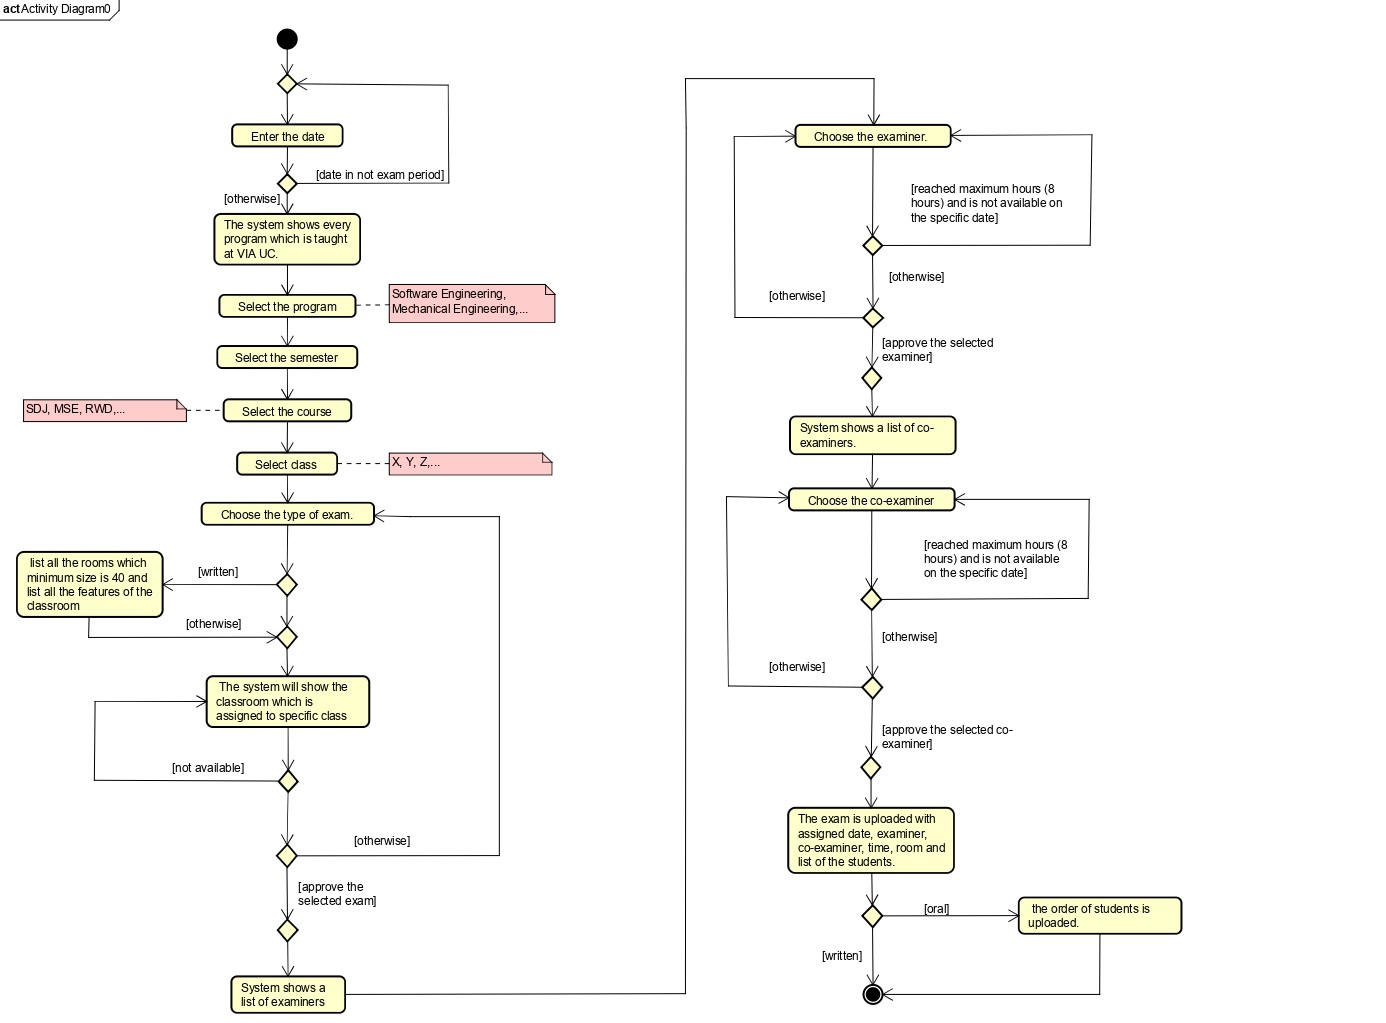 act Activity Diagram0
Enter the date
[date in not exam period]
[otherwise]
The system shows every
program which is taught
at VIA UC.
Select the program
Software Engineering,
Mechanical Engineering,...
Select the semester
SDJ, MSE, RWD,...
Select the course
Select class
X, Y, Z,...
Choose the type of exam.
[written]
list all the rooms which
minimum size is 40 and
list all the features of the
classroom
[otherwise]
The system will show the
classroom which is
assigned to specific class
[not available]
[otherwise]
[approve the
selected exam]
System shows a
list of examiners
Choose the examiner.
[reached maximum hours (8
hours) and is not available on
the specific date]
[otherwise]
[otherwise]
[approve the selected
examiner]
System shows a list of co-
examiners.
Choose the co-examiner
[reached maximum hours (8
hours) and is not available
on the specific date]
[otherwise]
[otherwise]
[approve the selected co-
examiner]
The exam is uploaded with
assigned date, examiner,
co-examiner, time, room and
list of the students.
[oral]
the order of students is
uploaded.
[written]